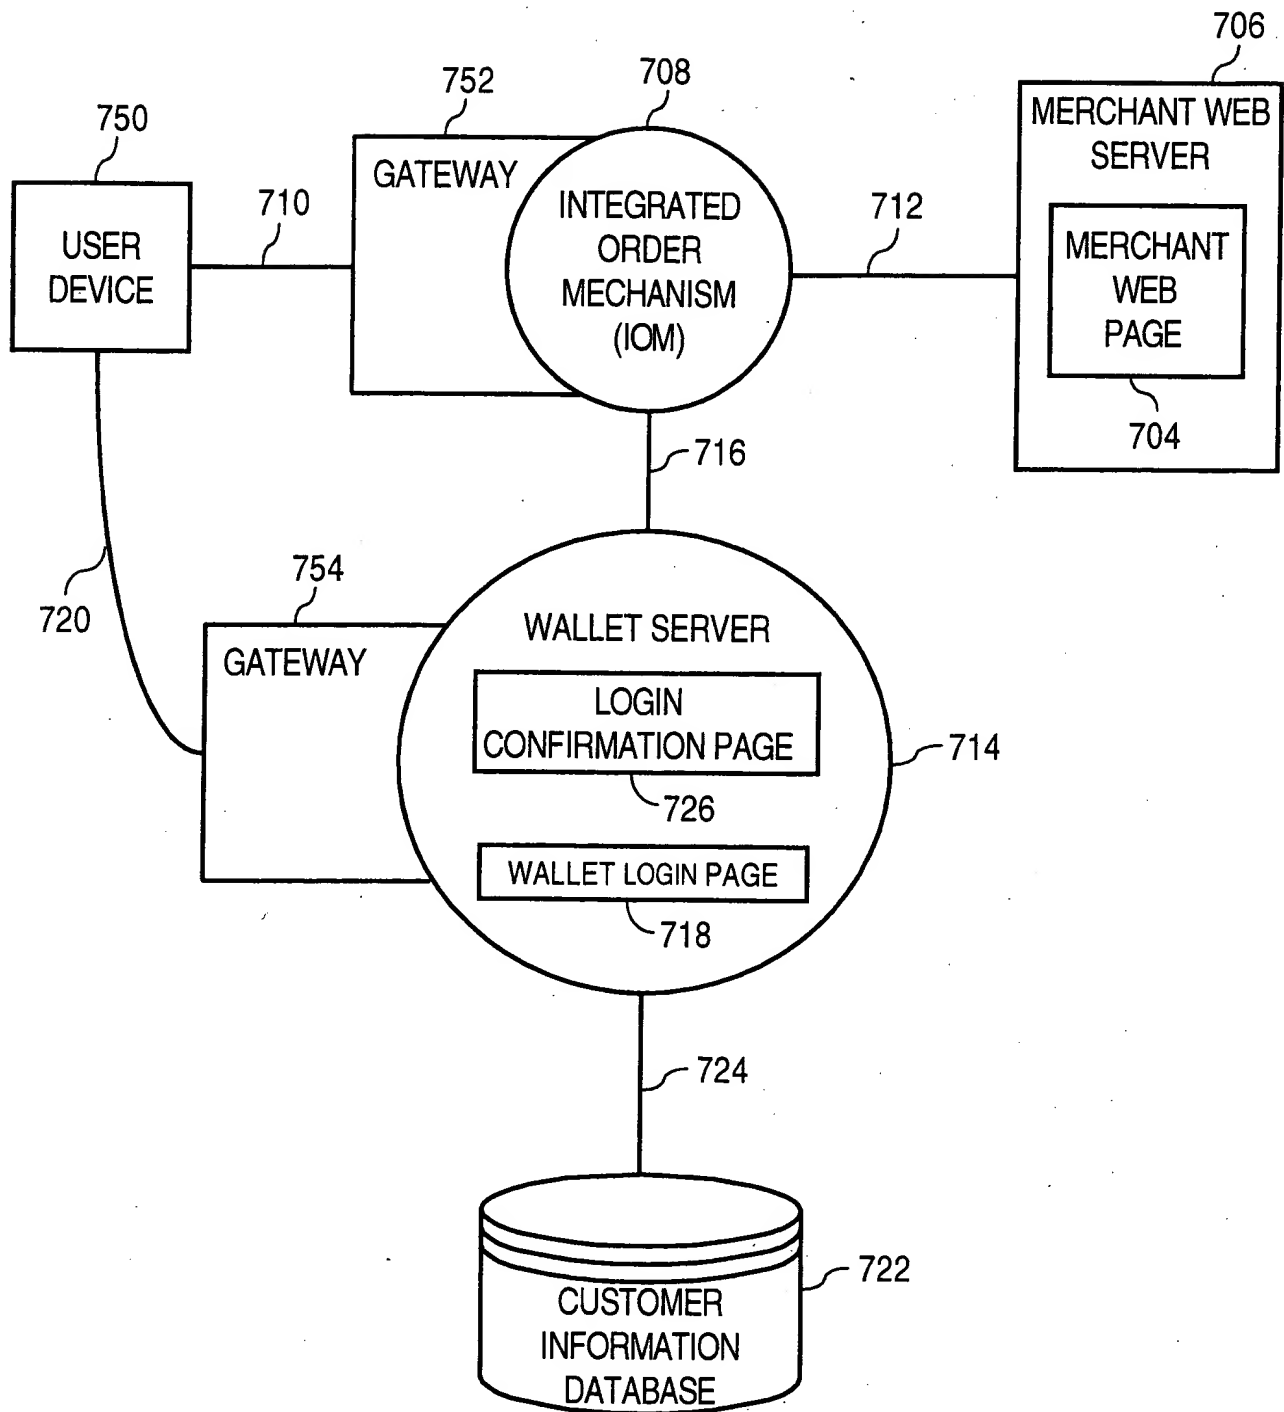 706
708
752
750
MERCHANT WEB
SERVER
GATEWAY
710
INTEGRATED
ORDER
MECHANISM
(IOM)
712
USER
DEVICE
MERCHANT
WEB
PAGE
704
716
754
720
WALLET SERVER
GATEWAY
LOGIN
CONFIRMATION PAGE
714
726
WALLET LOGIN PAGE
718
724
722
CUSTOMER
INFORMATION
DATABASE